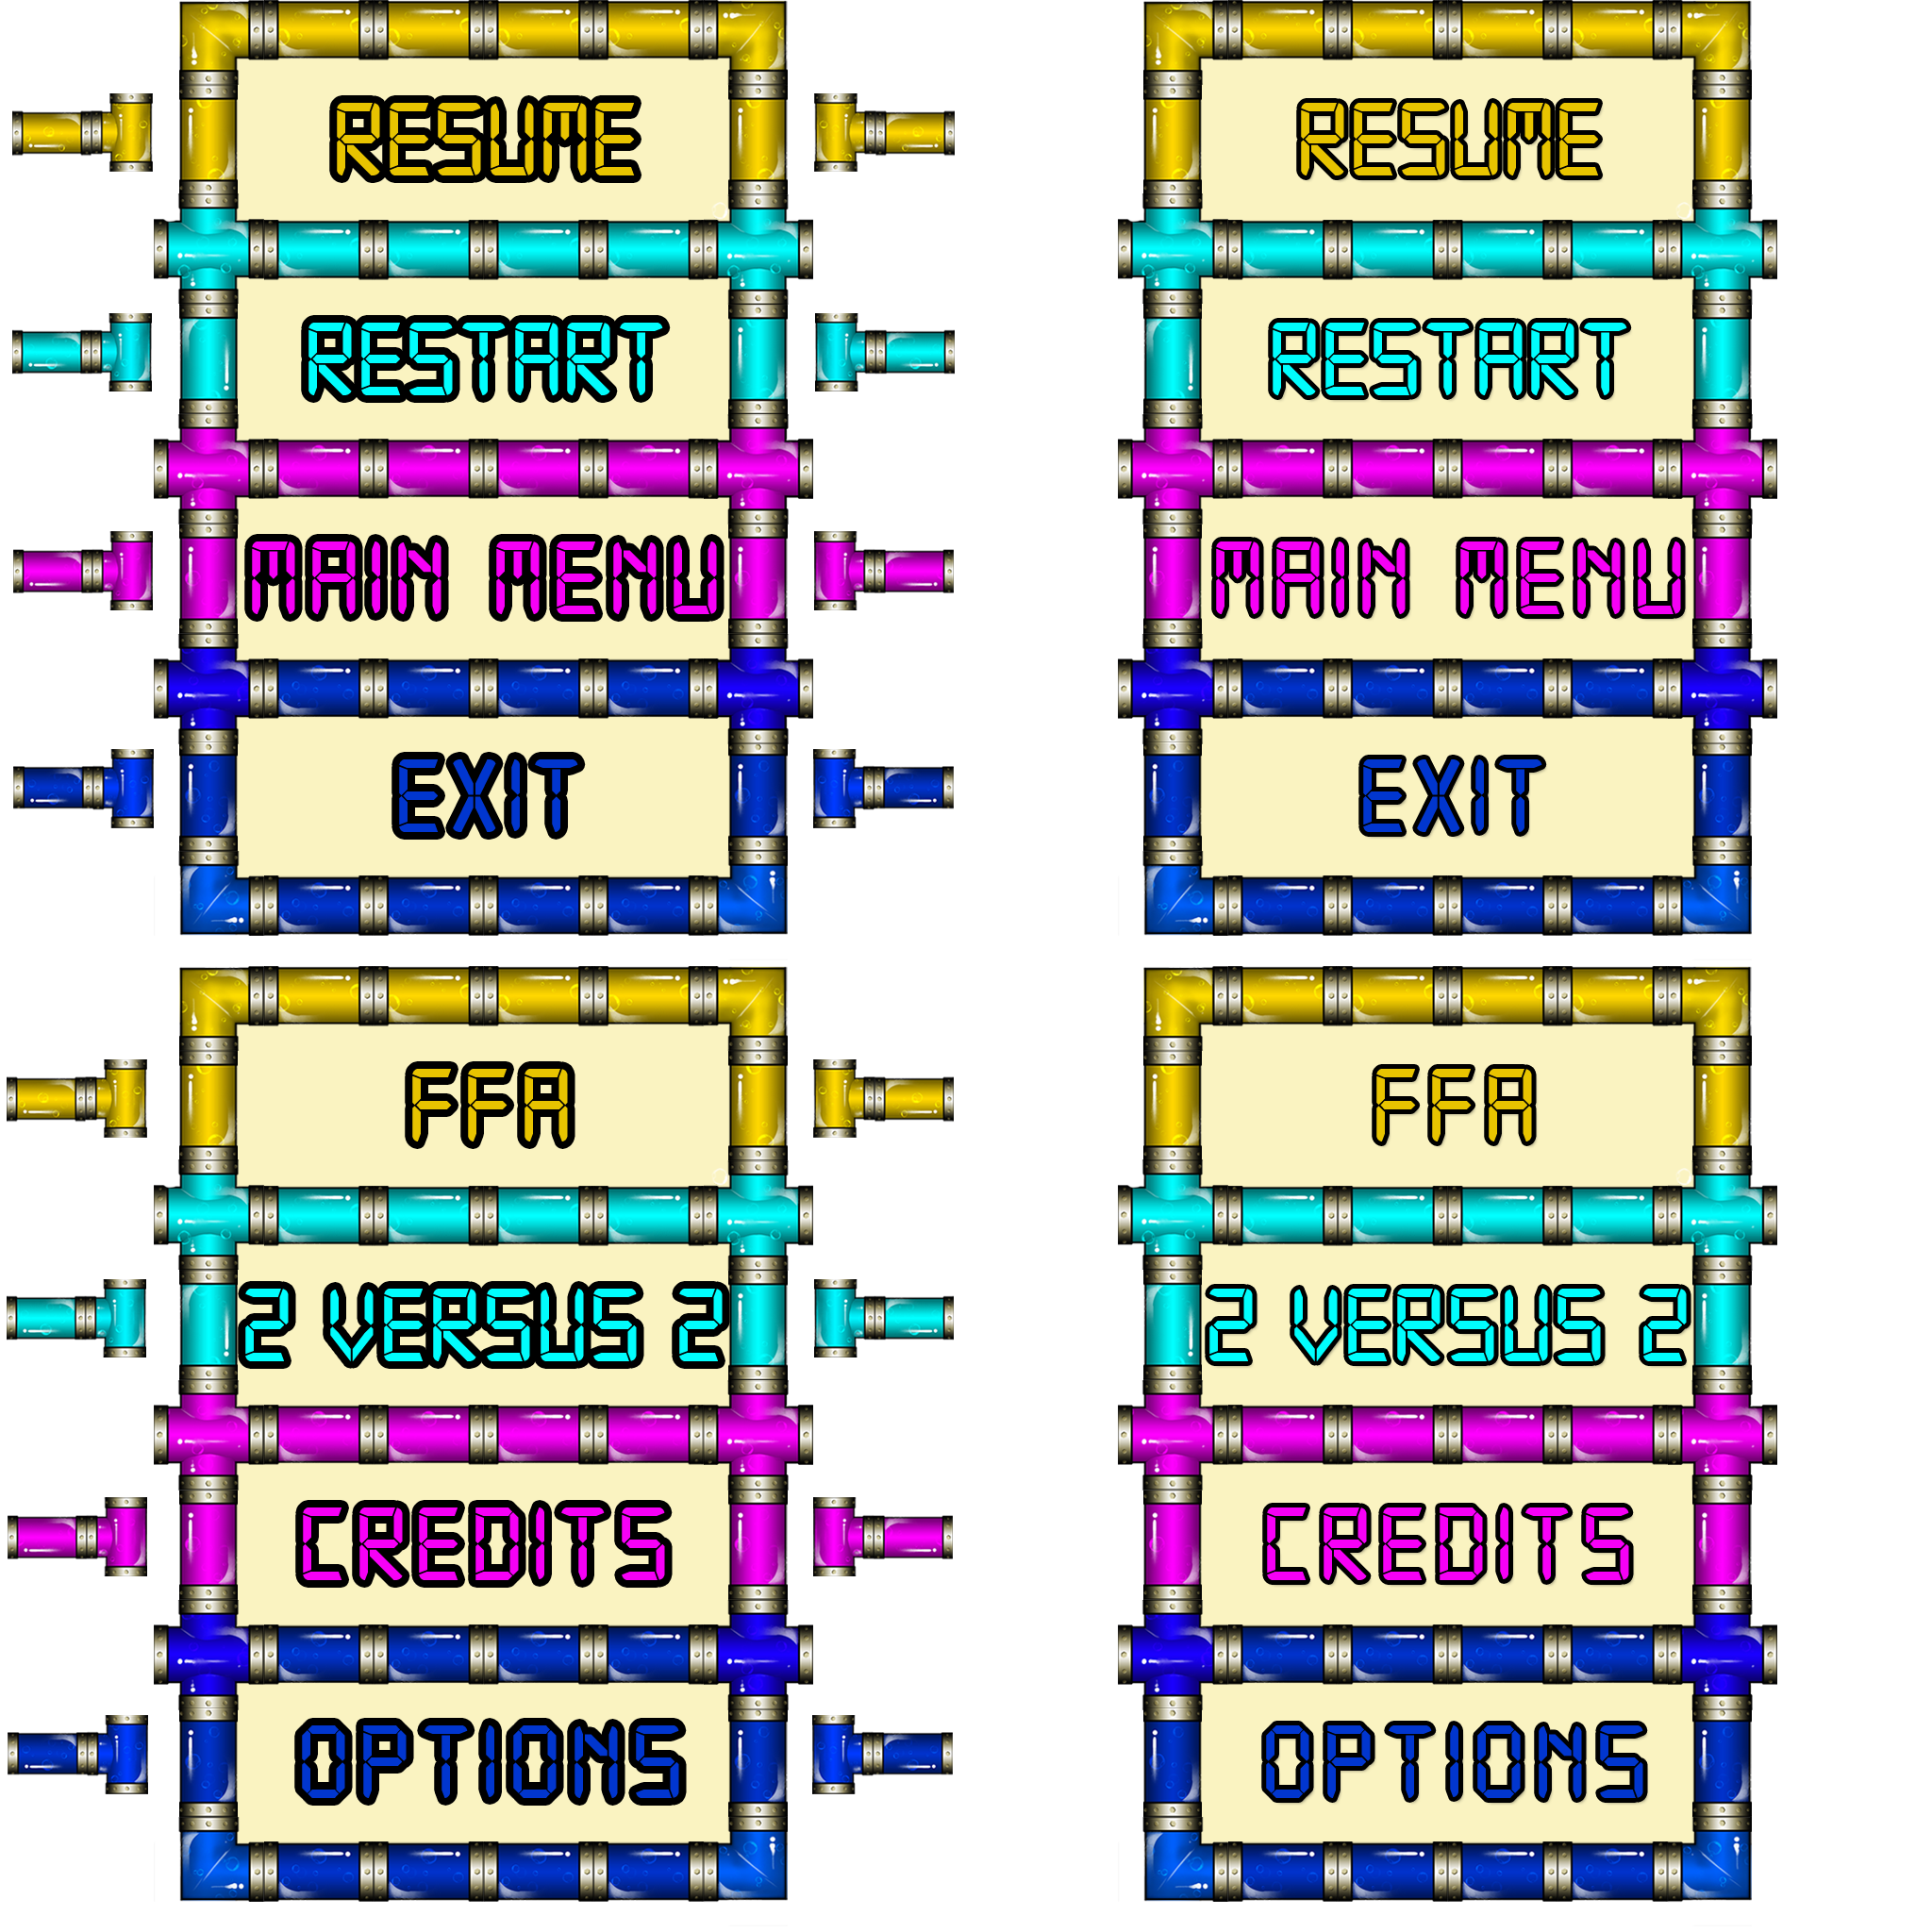 RESUME
RESTART
MAIN MENU
EXIT
RESUME
RESTART
MAIN MENU
EXIT
FFA
2 VERSUS 2
CREDITS
OPTIONS
FFA
2 VERSUS 2
CREDITS
OPTIONS